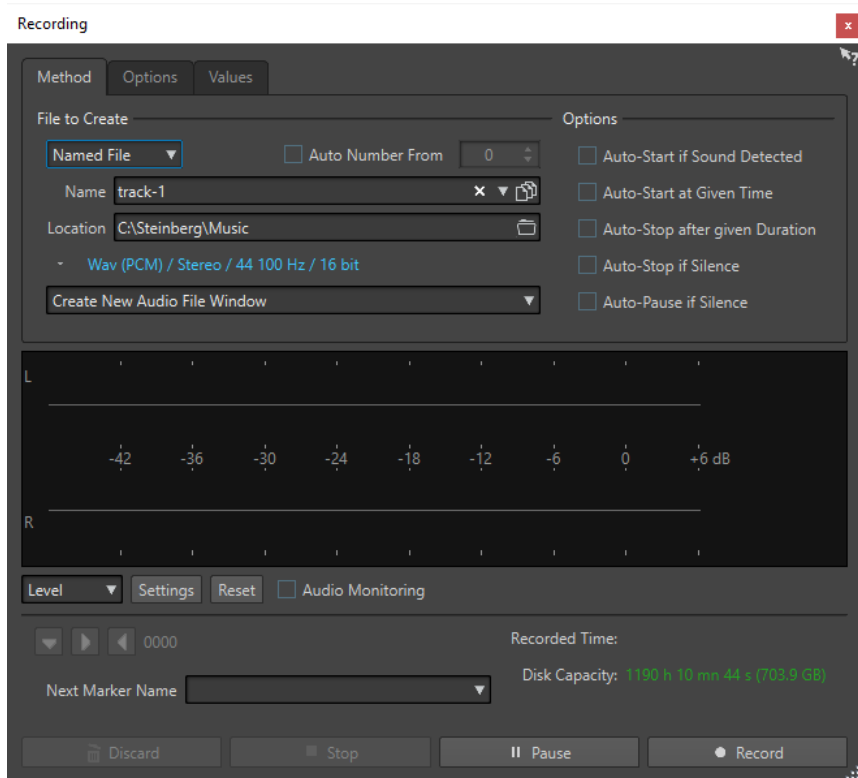 Recording
x
Method Options Values
File to Create
Options
Named File Auto Number From 0
Auto-Start if Sound Detected
Name track-1
Auto-Start at Given Time
Location C:\Steinberg\Music
Auto-Stop after given Duration
Wav (PCM) / Stereo / 44 100 Hz / 16 bit
Auto-Stop if Silence
Create New Audio File Window
Auto-Pause if Silence
L
-42 -36 -30 -24 -18 -12 -6 0 +6 dB
R
Level Settings Reset Audio Monitoring
0000
Recorded Time:
Disk Capacity: 1190 h 10 mn 44 s (703.9 GB)
Next Marker Name
Discard Stop Pause Record